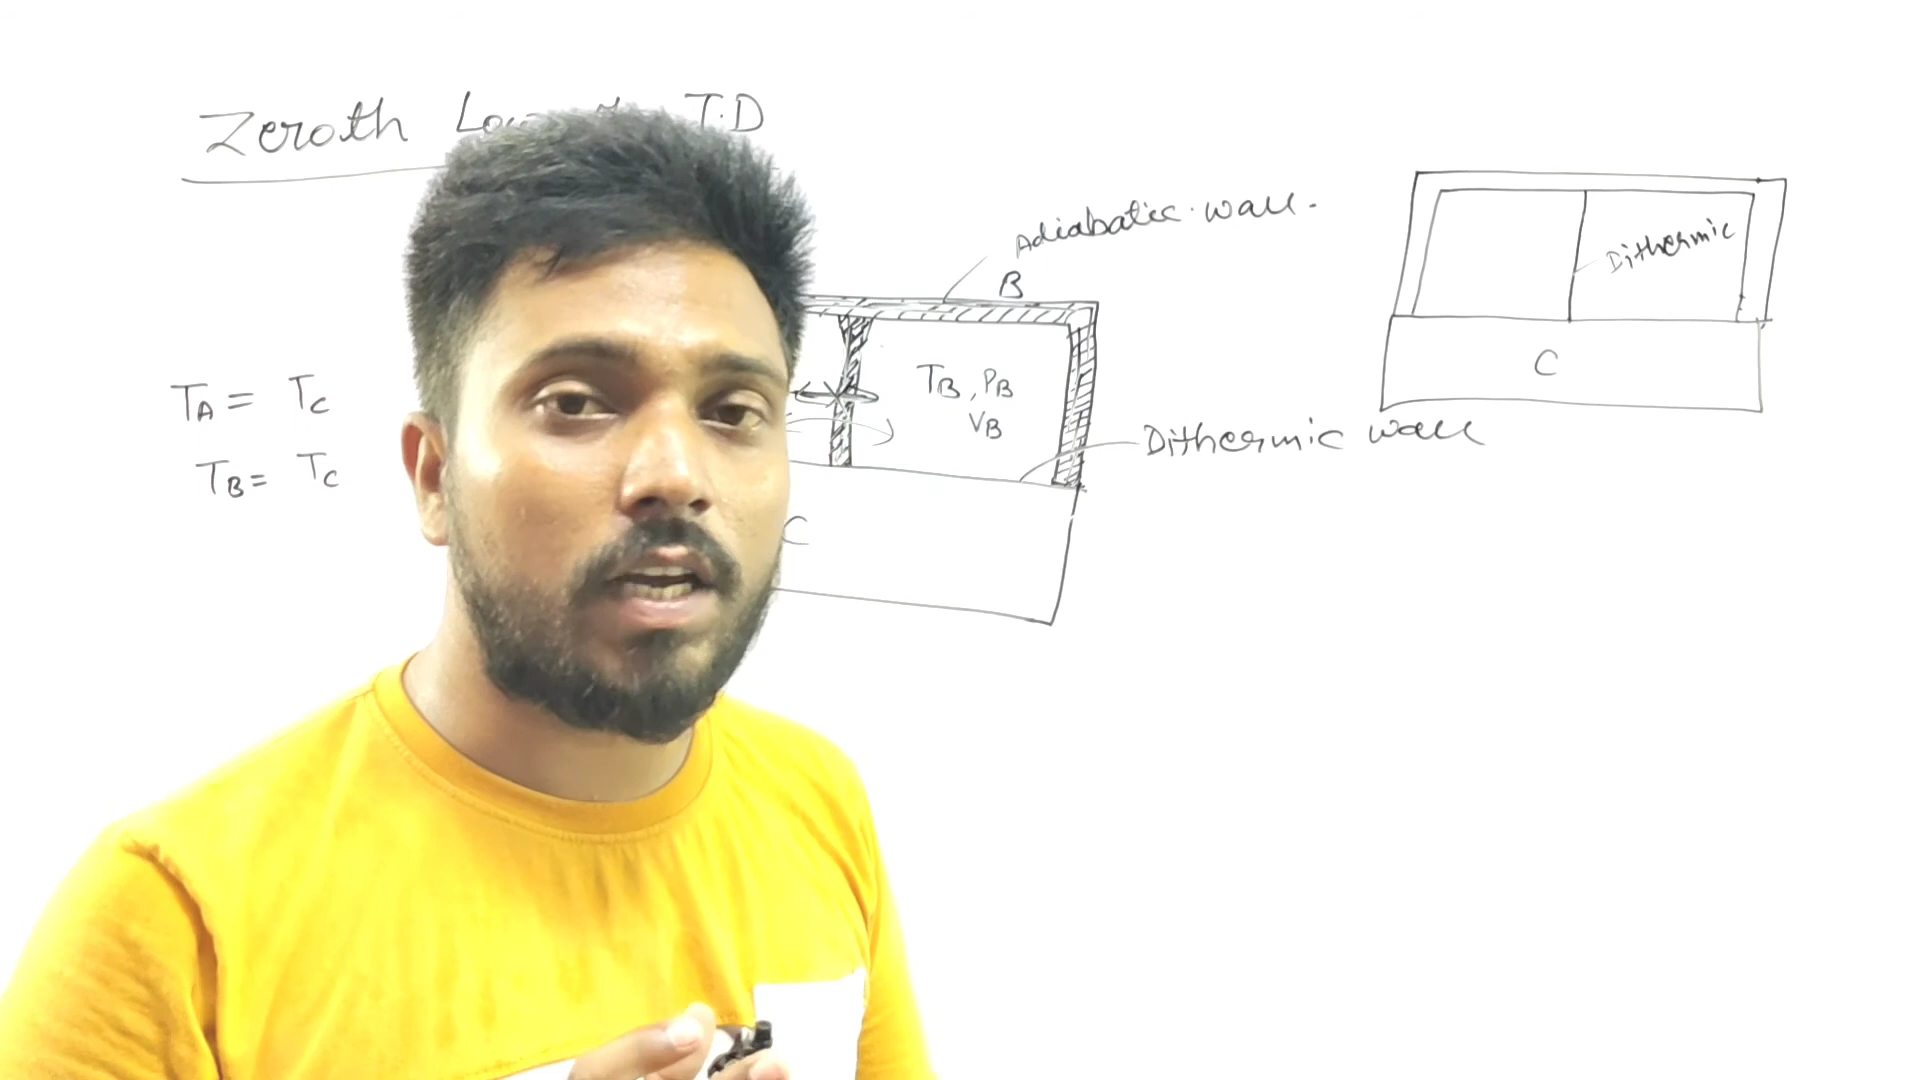 Zeroth T.D
Adiabatic wall.
B
Dithermic
TA = TC
TB, PB
VB
C
Dithermic wall
TB = TC
C